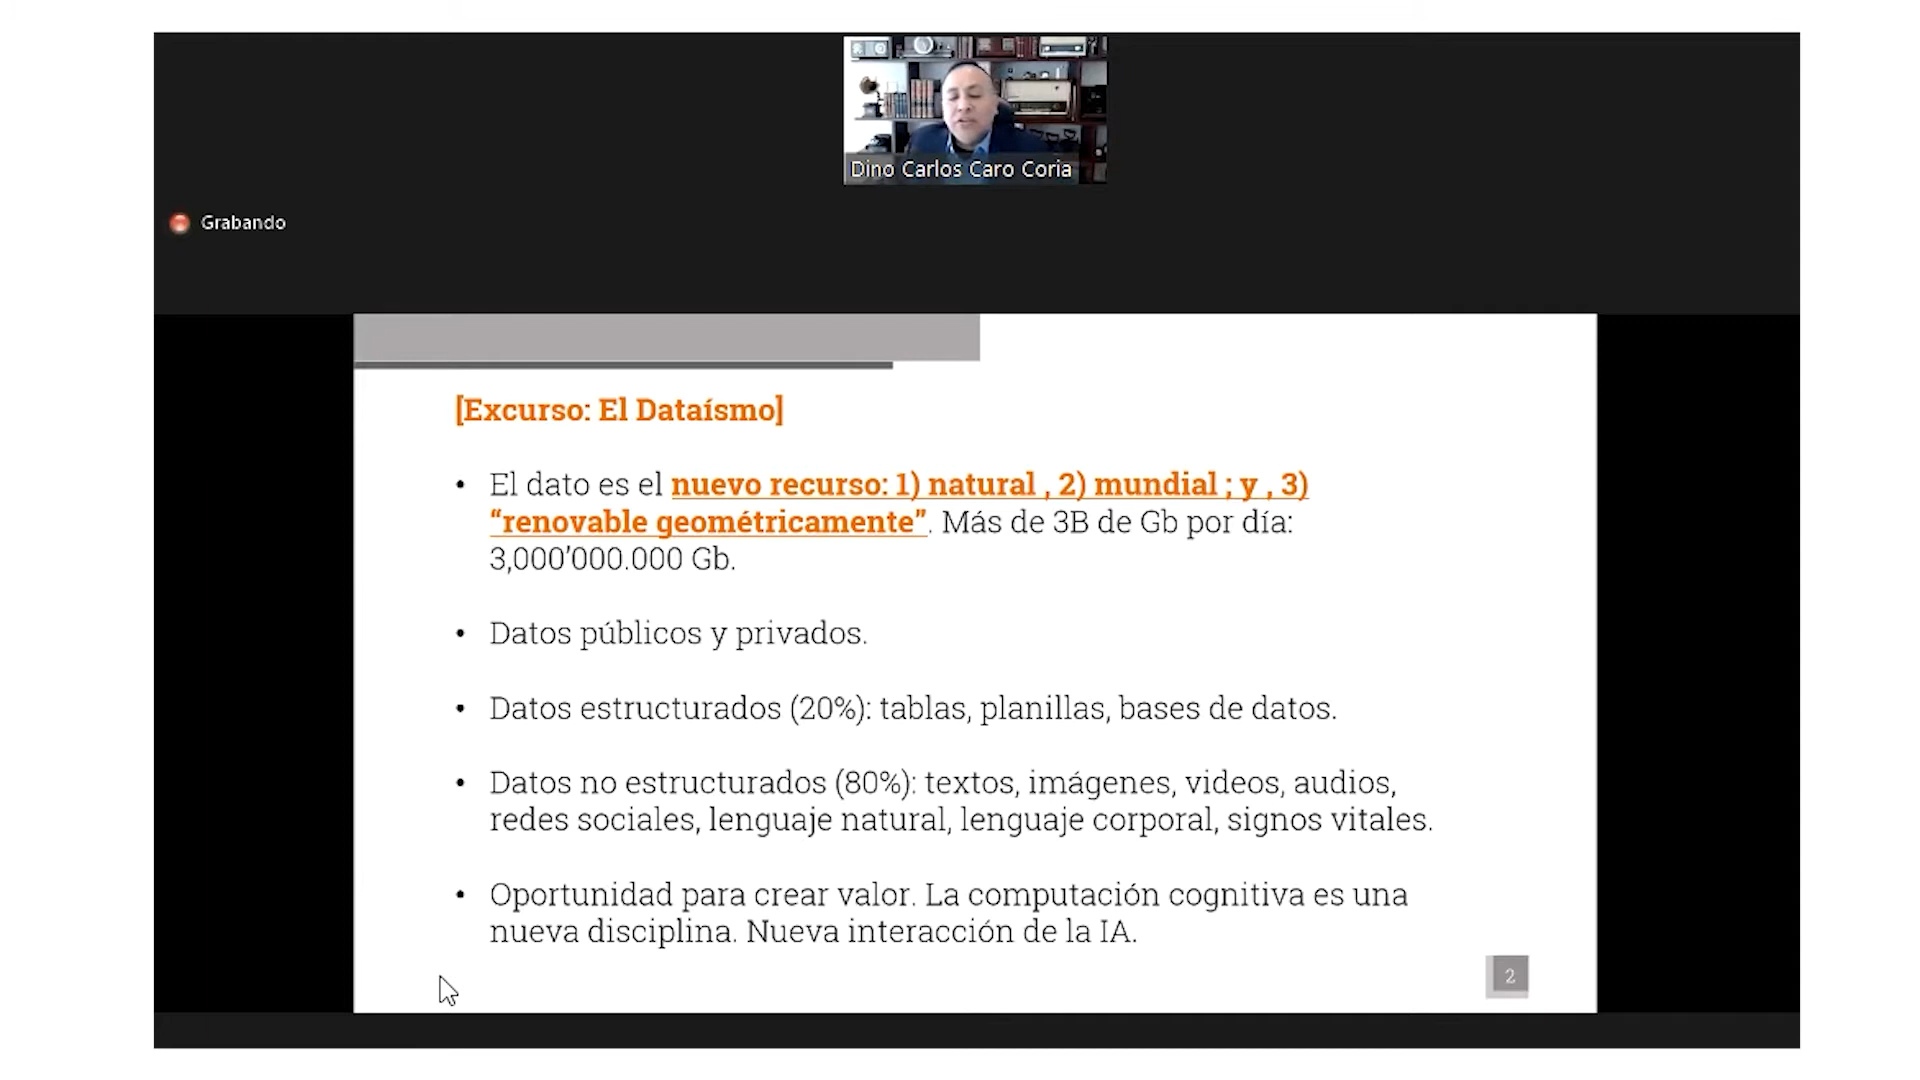 Dino Carlos Caro Coria
Grabando
[Excurso: El Dataísmo]
• El dato es el nuevo recurso: 1) natural , 2) mundial ; y , 3)
“renovable geométricamente”. Más de 3B de Gb por día:
3,000’000.000 Gb.
• Datos públicos y privados.
• Datos estructurados (20%): tablas, planillas, bases de datos.
• Datos no estructurados (80%): textos, imágenes, videos, audios,
redes sociales, lenguaje natural, lenguaje corporal, signos vitales.
• Oportunidad para crear valor. La computación cognitiva es una
nueva disciplina. Nueva interacción de la IA.
2